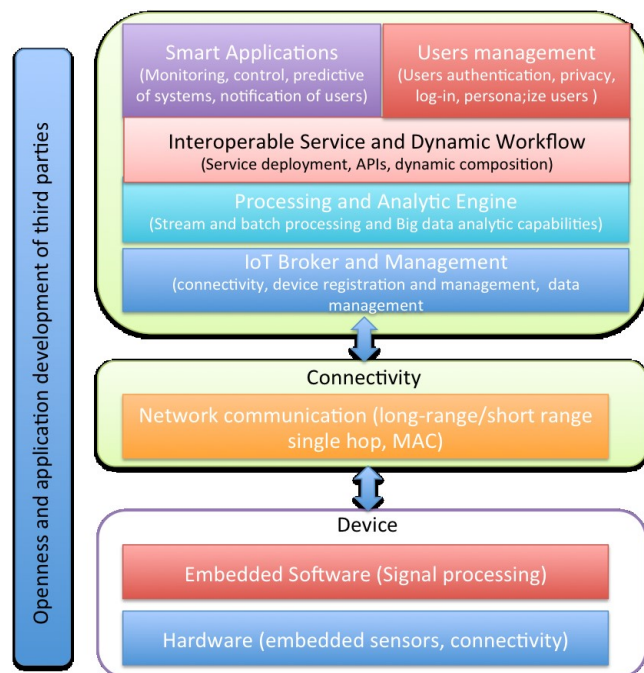 Openness and application development of third parties
Smart Applications
(Monitoring, control, predictive
of systems, notification of users)
Users management
(Users authentication, privacy,
log-in, persona;ize users )
Interoperable Service and Dynamic Workflow
(Service deployment, APIs, dynamic composition)
Processing and Analytic Engine
(Stream and batch processing and Big data analytic capabilities)
IoT Broker and Management
(connectivity, device registration and management, data
management
Connectivity
Network communication (long-range/short range
single hop, MAC)
Device
Embedded Software (Signal processing)
Hardware (embedded sensors, connectivity)